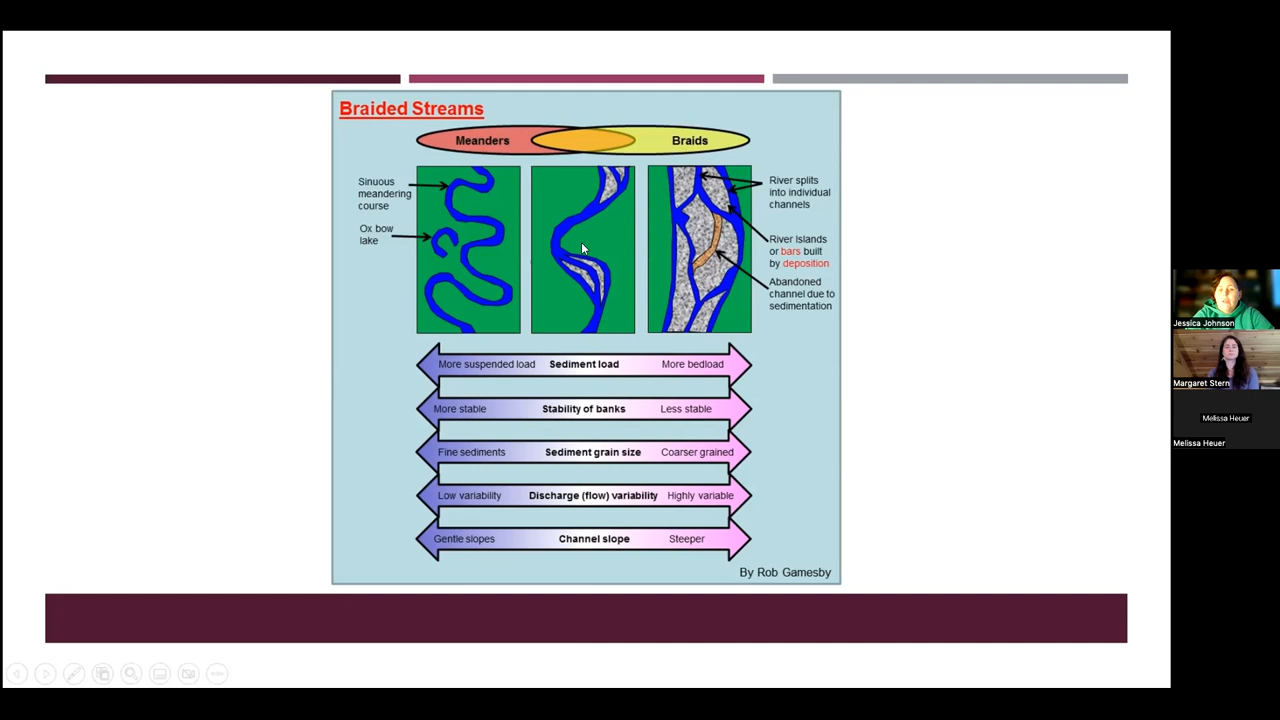 Braided Streams
Meanders
Braids
Sinuous
meandering
course
Ox bow
lake
River splits
into individual
channels
River Islands
or bars built
by deposition
Abandoned
channel due to
sedimentation
More suspended load Sediment load More bedload
More stable Stability of banks Less stable
Fine sediments Sediment grain size Coarser grained
Low variability Discharge (flow) variability Highly variable
Gentle slopes Channel slope Steeper
By Rob Gamesby
Jessica Johnson
Margaret Stern
Melissa Heuer
Melissa Heuer